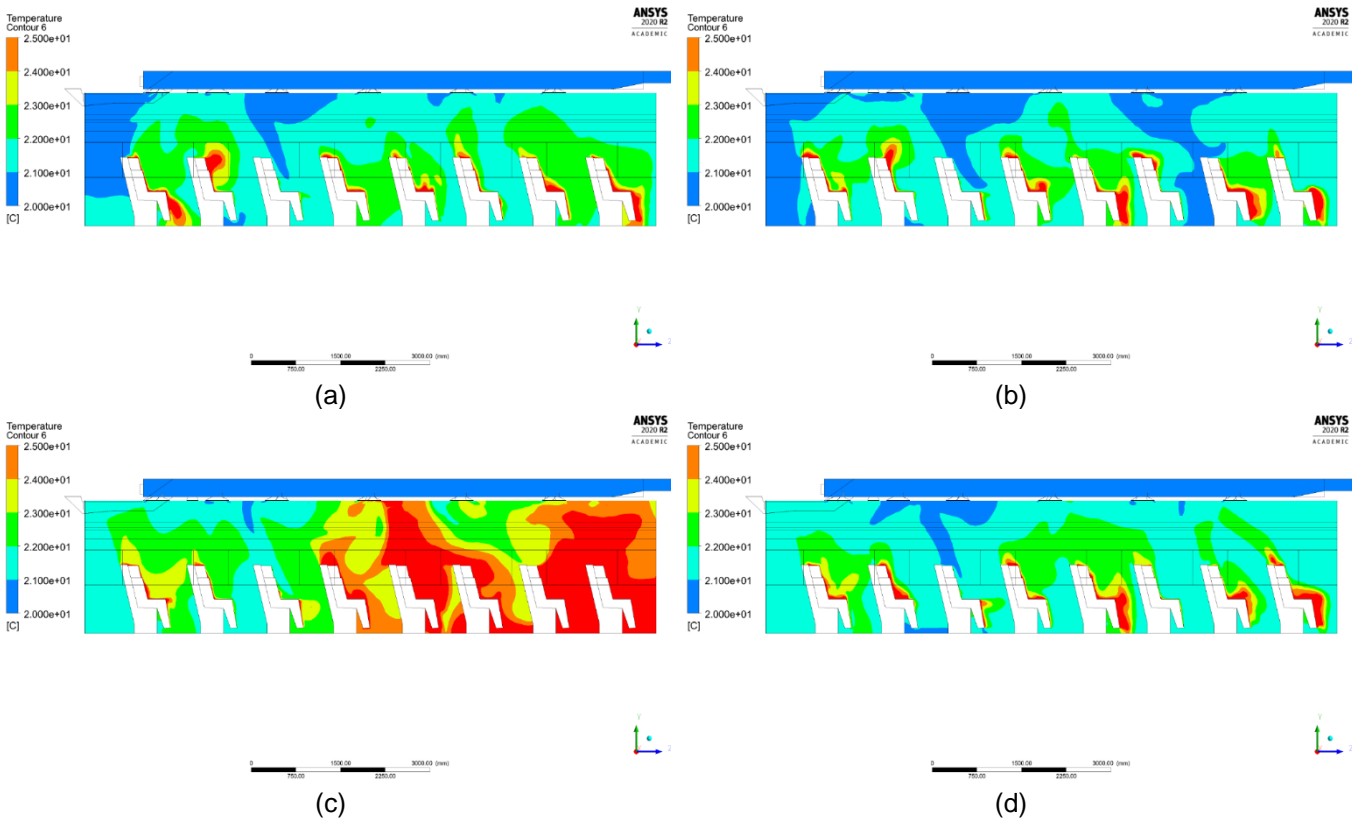 Temperature
Contour 6
2.500e+01
2.400e+01
2.300e+01
2.200e+01
2.100e+01
2.000e+01
[C]
ANSYS
2020 R2
ACADEMIC
Y
Z
0 1500.00 3000.00 (mm)
750.00 2250.00
(a)
Temperature
Contour 6
2.500e+01
2.400e+01
2.300e+01
2.200e+01
2.100e+01
2.000e+01
[C]
ANSYS
2020 R2
ACADEMIC
Y
Z
0 1500.00 3000.00 (mm)
750.00 2250.00
(b)
Temperature
Contour 6
2.500e+01
2.400e+01
2.300e+01
2.200e+01
2.100e+01
2.000e+01
[C]
ANSYS
2020 R2
ACADEMIC
Y
Z
0 1500.00 3000.00 (mm)
750.00 2250.00
(c)
Temperature
Contour 6
2.500e+01
2.400e+01
2.300e+01
2.200e+01
2.100e+01
2.000e+01
[C]
ANSYS
2020 R2
ACADEMIC
Y
Z
0 1500.00 3000.00 (mm)
750.00 2250.00
(d)